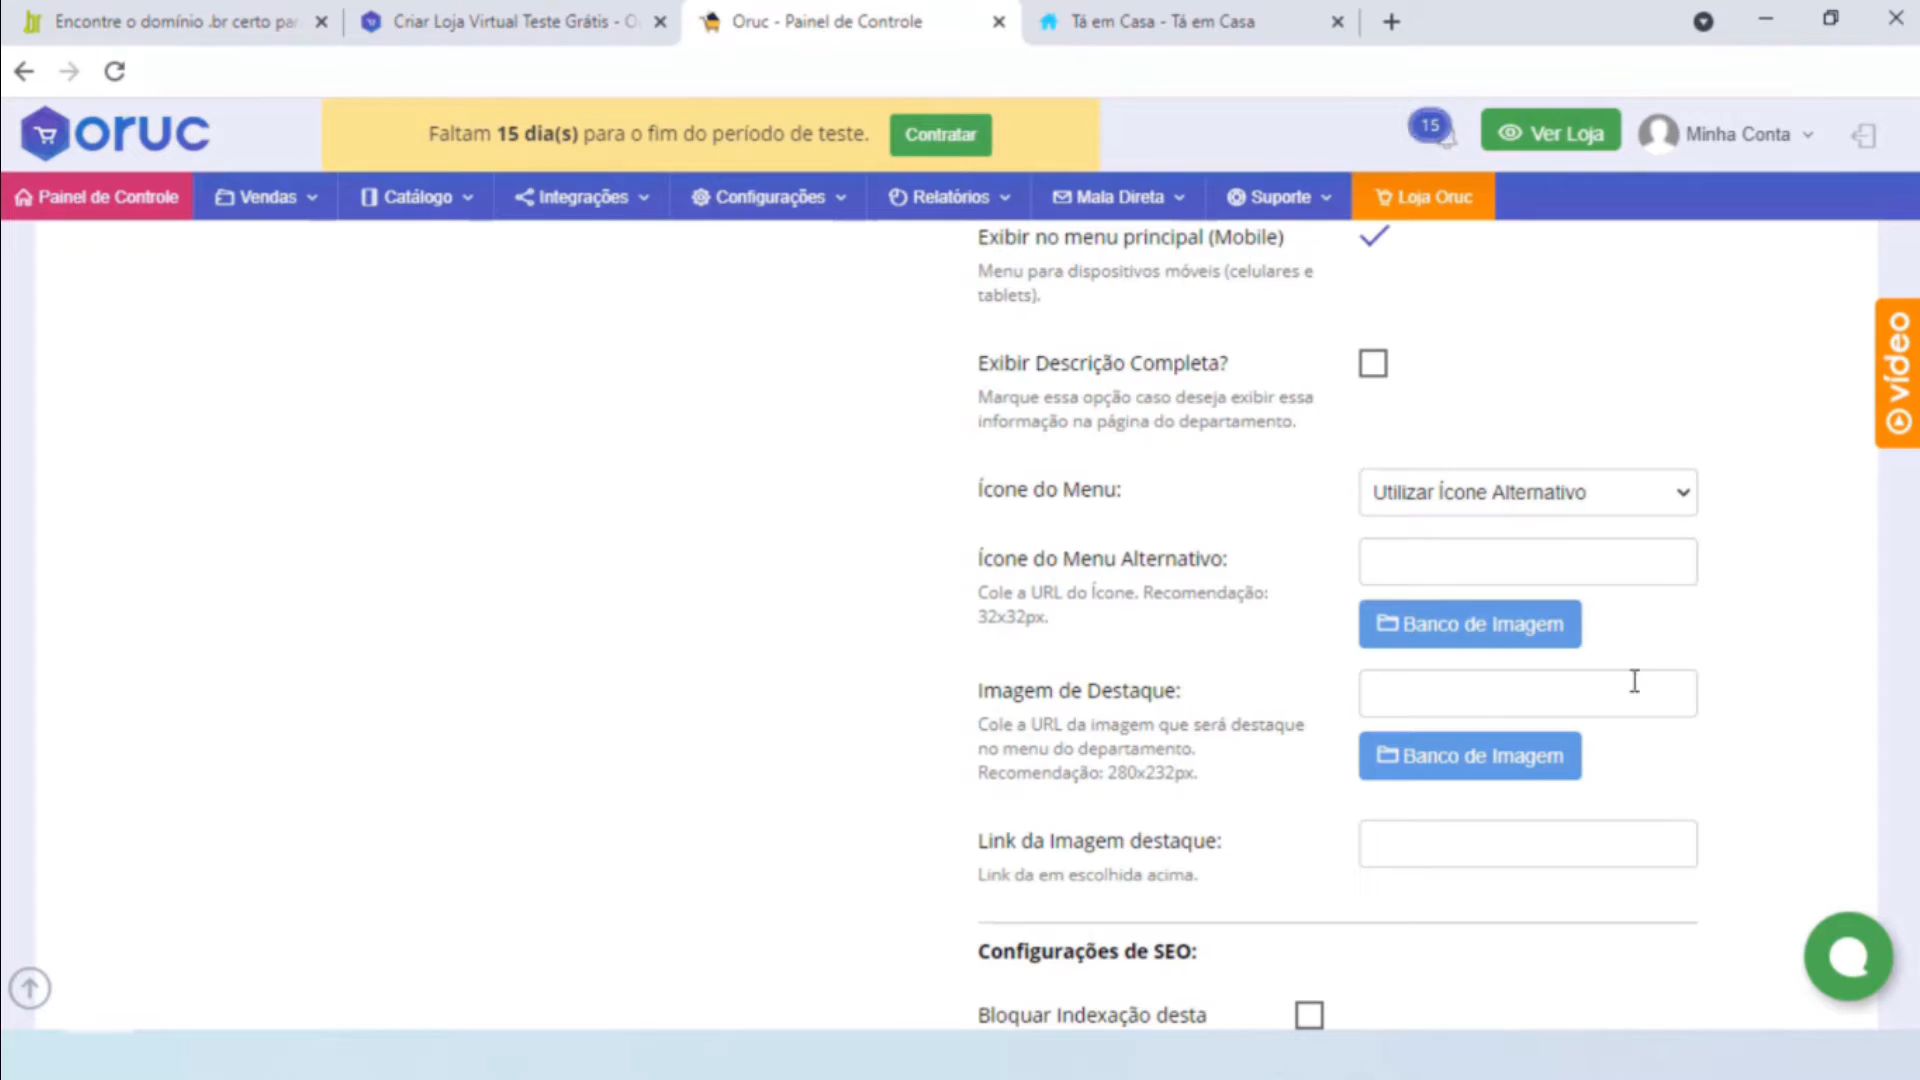 Encontre o domínio .br certo par
Criar Loja Virtual Teste Grátis - O
Oruc - Painel de Controle
Tá em Casa - Tá em Casa
oruc
Faltam 15 dia(s) para o fim do período de teste.
Contratar
15
Ver Loja
Minha Conta
Painel de Controle
Vendas
Catálogo
Integrações
Configurações
Relatórios
Mala Direta
Suporte
Loja Oruc
Exibir no menu principal (Mobile)
Menu para dispositivos móveis (celulares e
tablets).
vídeo
Exibir Descrição Completa?
Marque essa opção caso deseja exibir essa
informação na página do departamento.
Ícone do Menu:
Utilizar Ícone Alternativo
Ícone do Menu Alternativo:
Cole a URL do Ícone. Recomendação:
32x32px.
Banco de Imagem
Imagem de Destaque:
Cole a URL da imagem que será destaque
no menu do departamento.
Recomendação: 280x232px.
Banco de Imagem
Link da Imagem destaque:
Link da em escolhida acima.
Configurações de SEO:
Bloquar Indexação desta